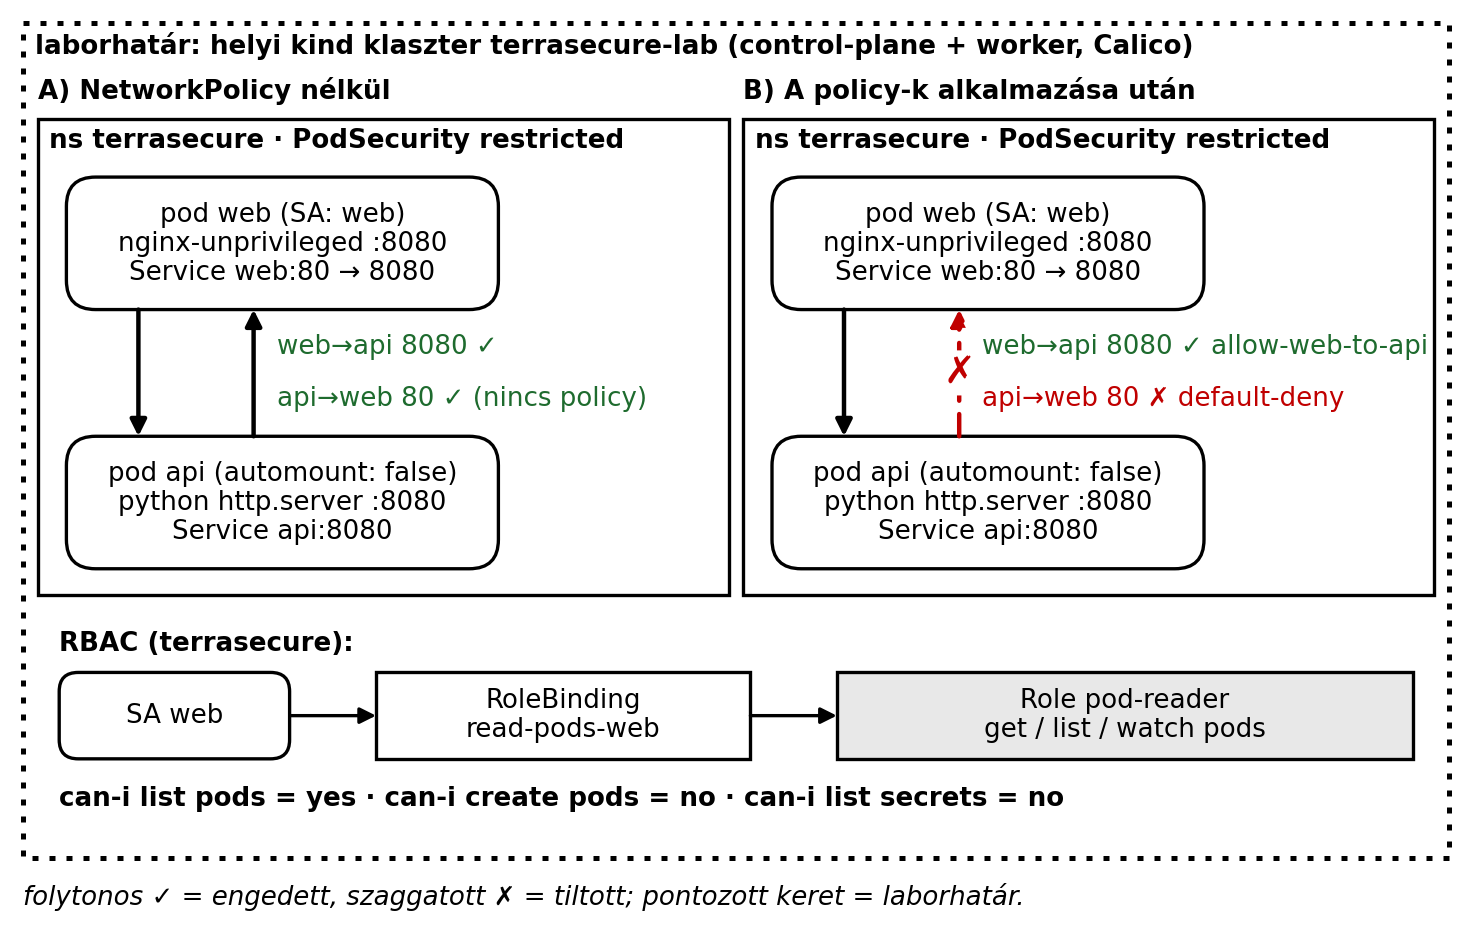 laborhatár: helyi kind klaszter terrasecure-lab (control-plane + worker, Calico)
A) NetworkPolicy nélkül
ns terrasecure · PodSecurity restricted
pod web (SA: web)
nginx-unprivileged :8080
Service web:80 → 8080
web→api 8080 ✓
api→web 80 ✓ (nincs policy)
pod api (automount: false)
python http.server :8080
Service api:8080
B) A policy-k alkalmazása után
ns terrasecure · PodSecurity restricted
pod web (SA: web)
nginx-unprivileged :8080
Service web:80 → 8080
✗
web→api 8080 ✓ allow-web-to-api
api→web 80 ✗ default-deny
pod api (automount: false)
python http.server :8080
Service api:8080
RBAC (terrasecure):
SA web
RoleBinding
read-pods-web
Role pod-reader
get / list / watch pods
can-i list pods = yes · can-i create pods = no · can-i list secrets = no
folytonos ✓ = engedett, szaggatott ✗ = tiltott; pontozott keret = laborhatár.